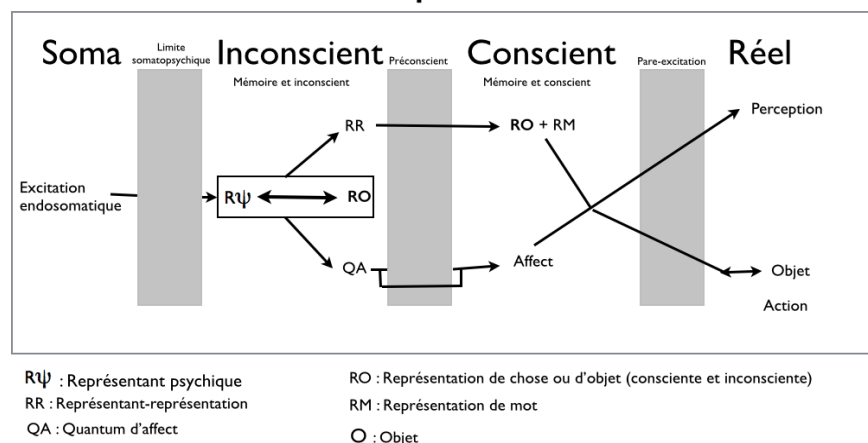 Soma
Limite
somatopsychique
Inconscient
Mémoire et inconscient
Préconscient
Conscient
Mémoire et conscient
Pare-excitation
Réel
RR
RO + RM
Perception
Excitation
endosomatique
Rψ
RO
QA
Affect
Objet
Action
Rψ : Représentant psychique
RR : Représentant-représentation
QA : Quantum d'affect
RO : Représentation de chose ou d'objet (consciente et inconsciente)
RM : Représentation de mot
O : Objet